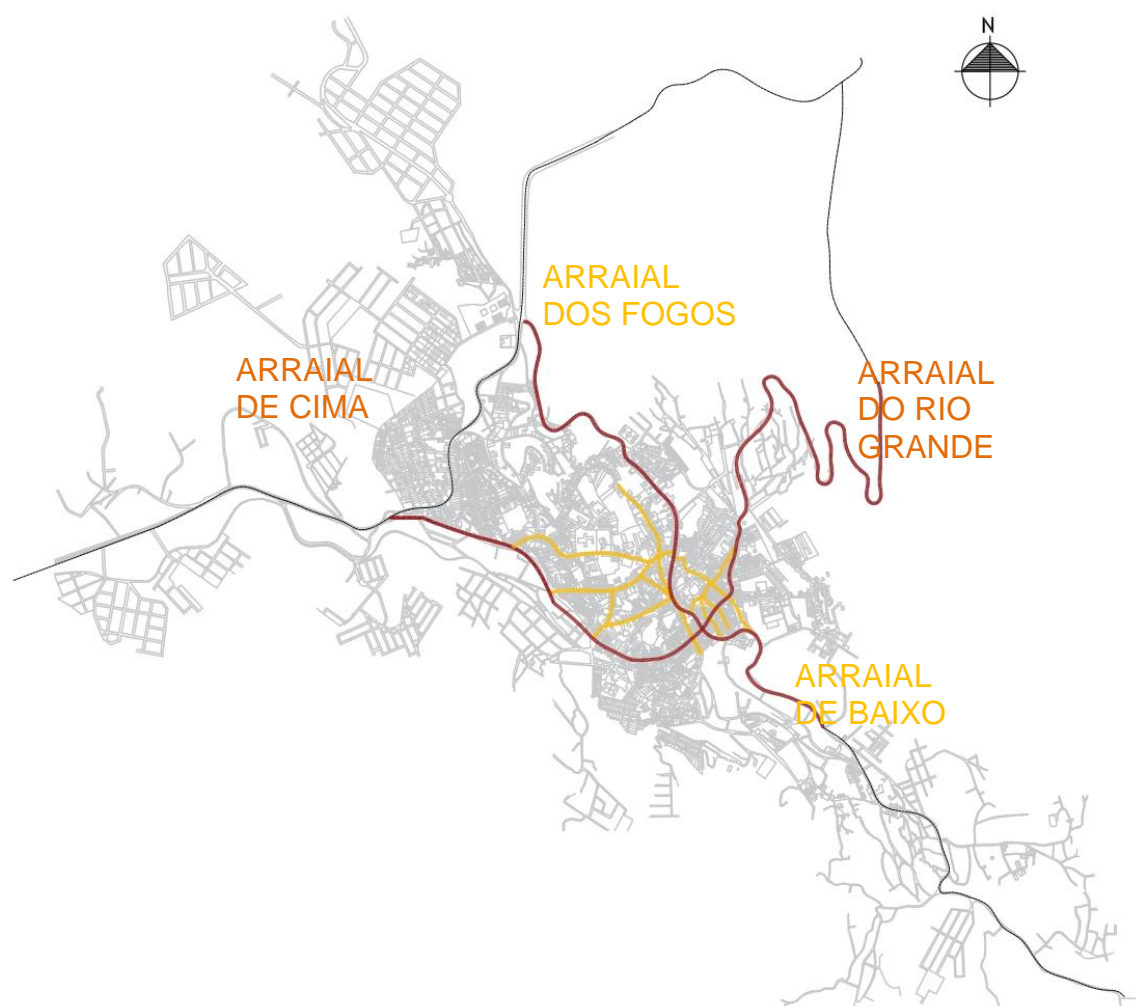 N
ARRAIAL
DOS FOGOS
ARRAIAL
DE CIMA
ARRAIAL
DO RIO
GRANDE
ARRAIAL
DE BAIXO